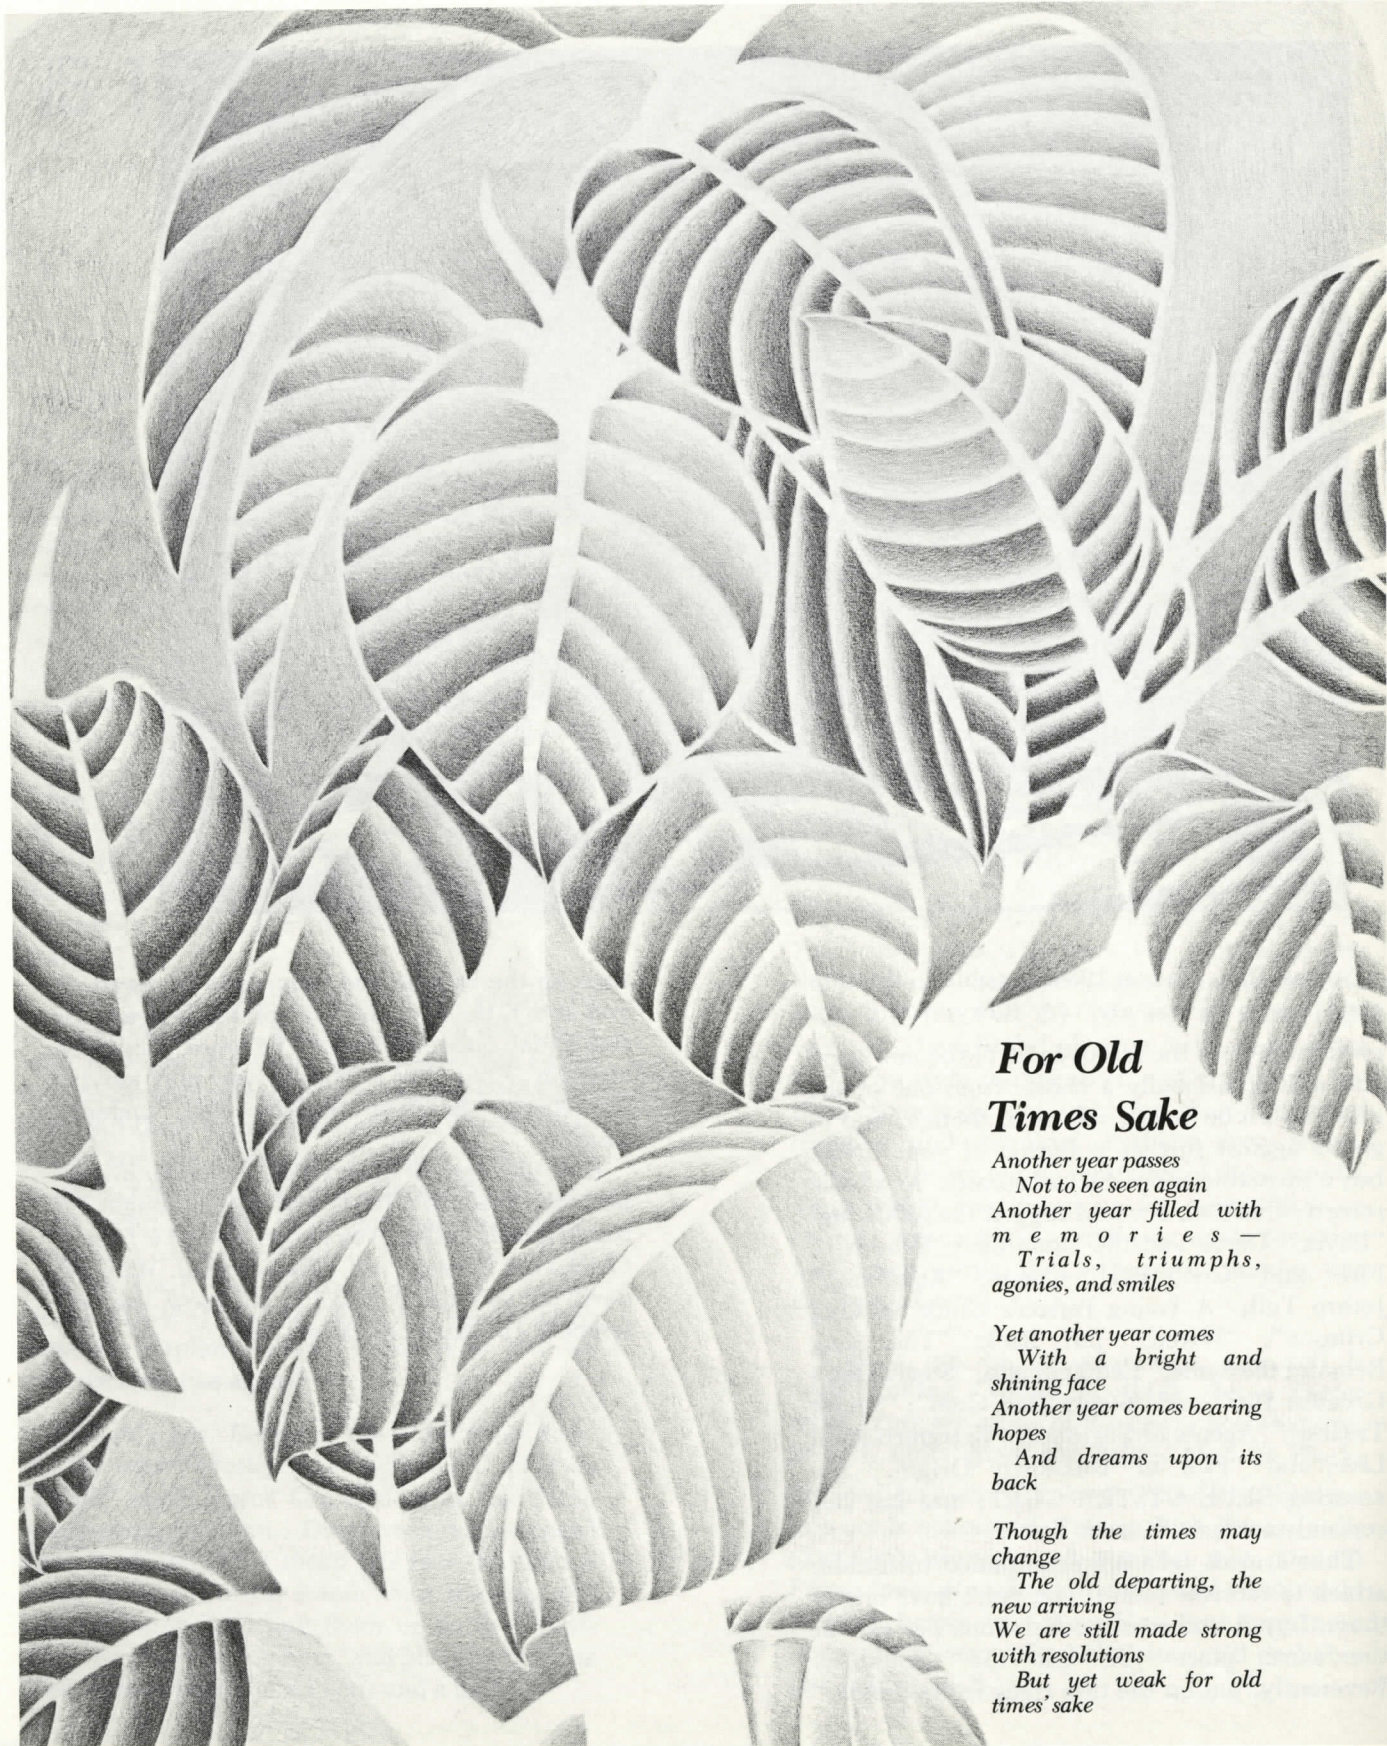 For Old
Times Sake
Another year passes
Not to be seen again
Another year filled with
memories—
Trials, triumphs,
agonies, and smiles
Yet another year comes
With a bright and
shining face
Another year comes bearing
hopes
And dreams upon its
back
Though the times may
change
The old departing, the
new arriving
We are still made strong
with resolutions
But yet weak for old
times' sake